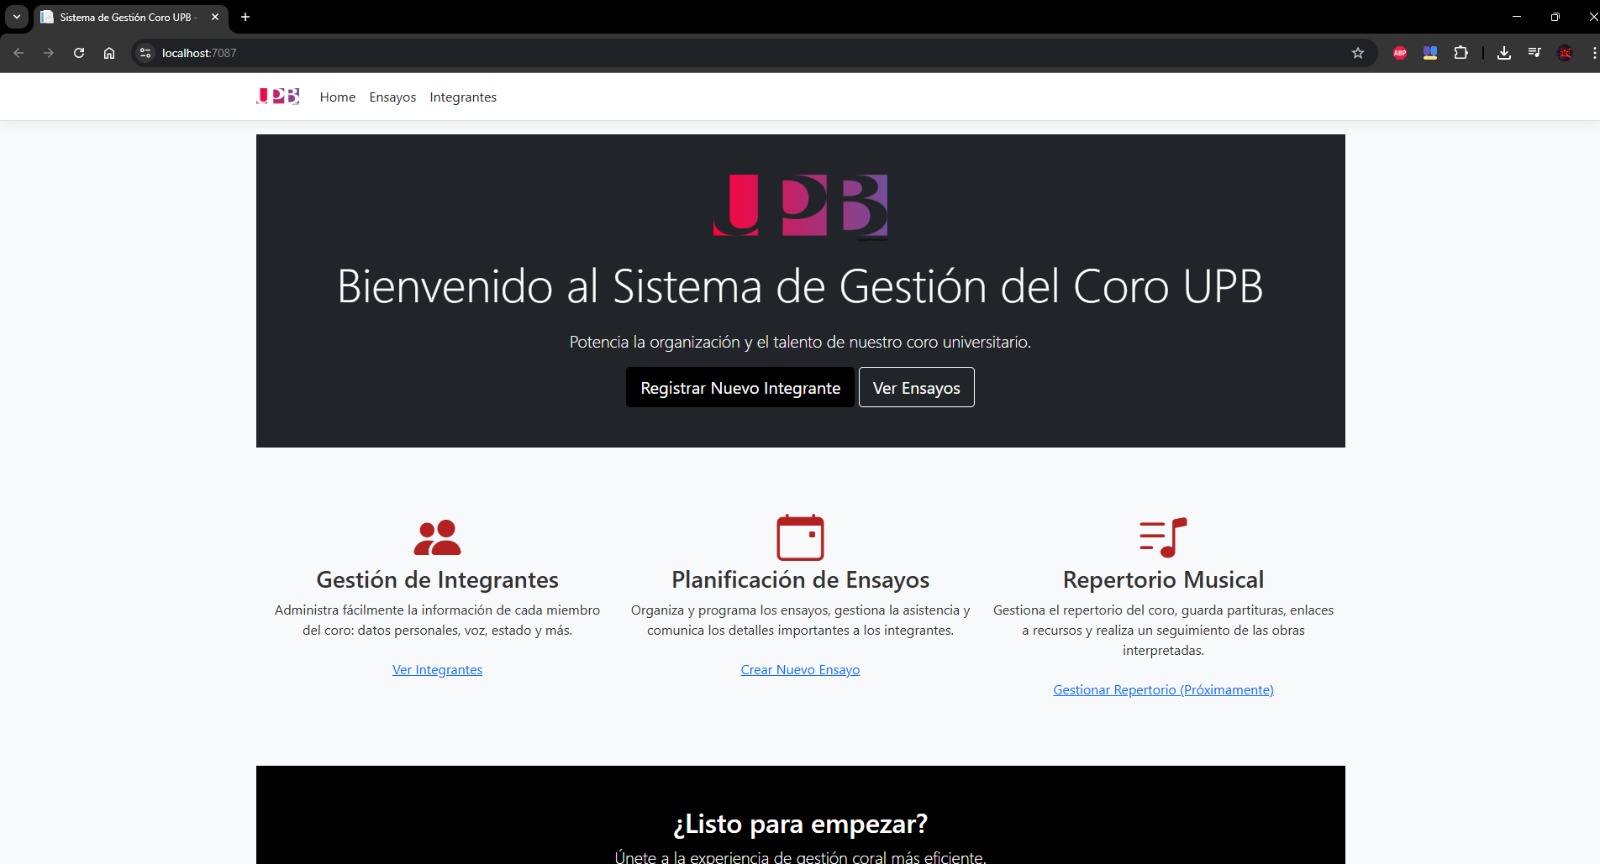 Sistema de Gestión Coro UPB -
localhost:7087
ABP
UPB Home Ensayos Integrantes
UPB
Bienvenido al Sistema de Gestión del Coro UPB
Potencia la organización y el talento de nuestro coro universitario.
Registrar Nuevo Integrante Ver Ensayos
Gestión de Integrantes
Administra fácilmente la información de cada miembro
del coro: datos personales, voz, estado y más.
Ver Integrantes
Planificación de Ensayos
Organiza y programa los ensayos, gestiona la asistencia y
comunica los detalles importantes a los integrantes.
Crear Nuevo Ensayo
Repertorio Musical
Gestiona el repertorio del coro, guarda partituras, enlaces
a recursos y realiza un seguimiento de las obras
interpretadas.
Gestionar Repertorio (Próximamente)
¿Listo para empezar?
Únete a la experiencia de gestión coral más eficiente.